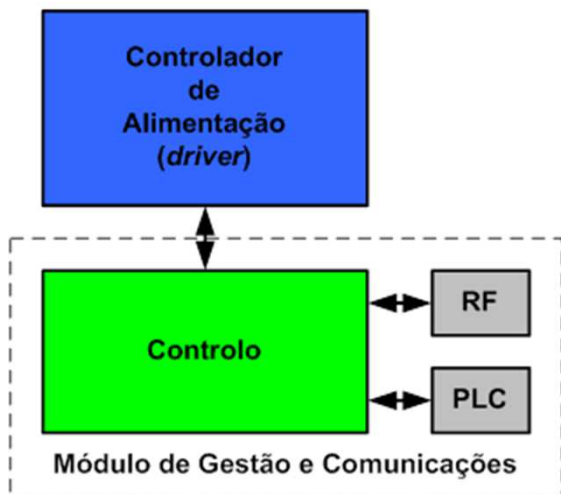 Controlador
de
Alimentação
(driver)
Controlo
RF
PLC
Módulo de Gestão e Comunicações